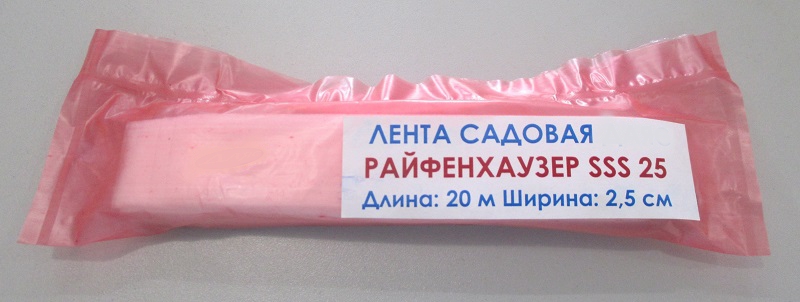 ЛЕНТА САДОВАЯ
РАЙФЕНХАУЗЕР SSS 25
Длина: 20 м Ширина: 2,5 см